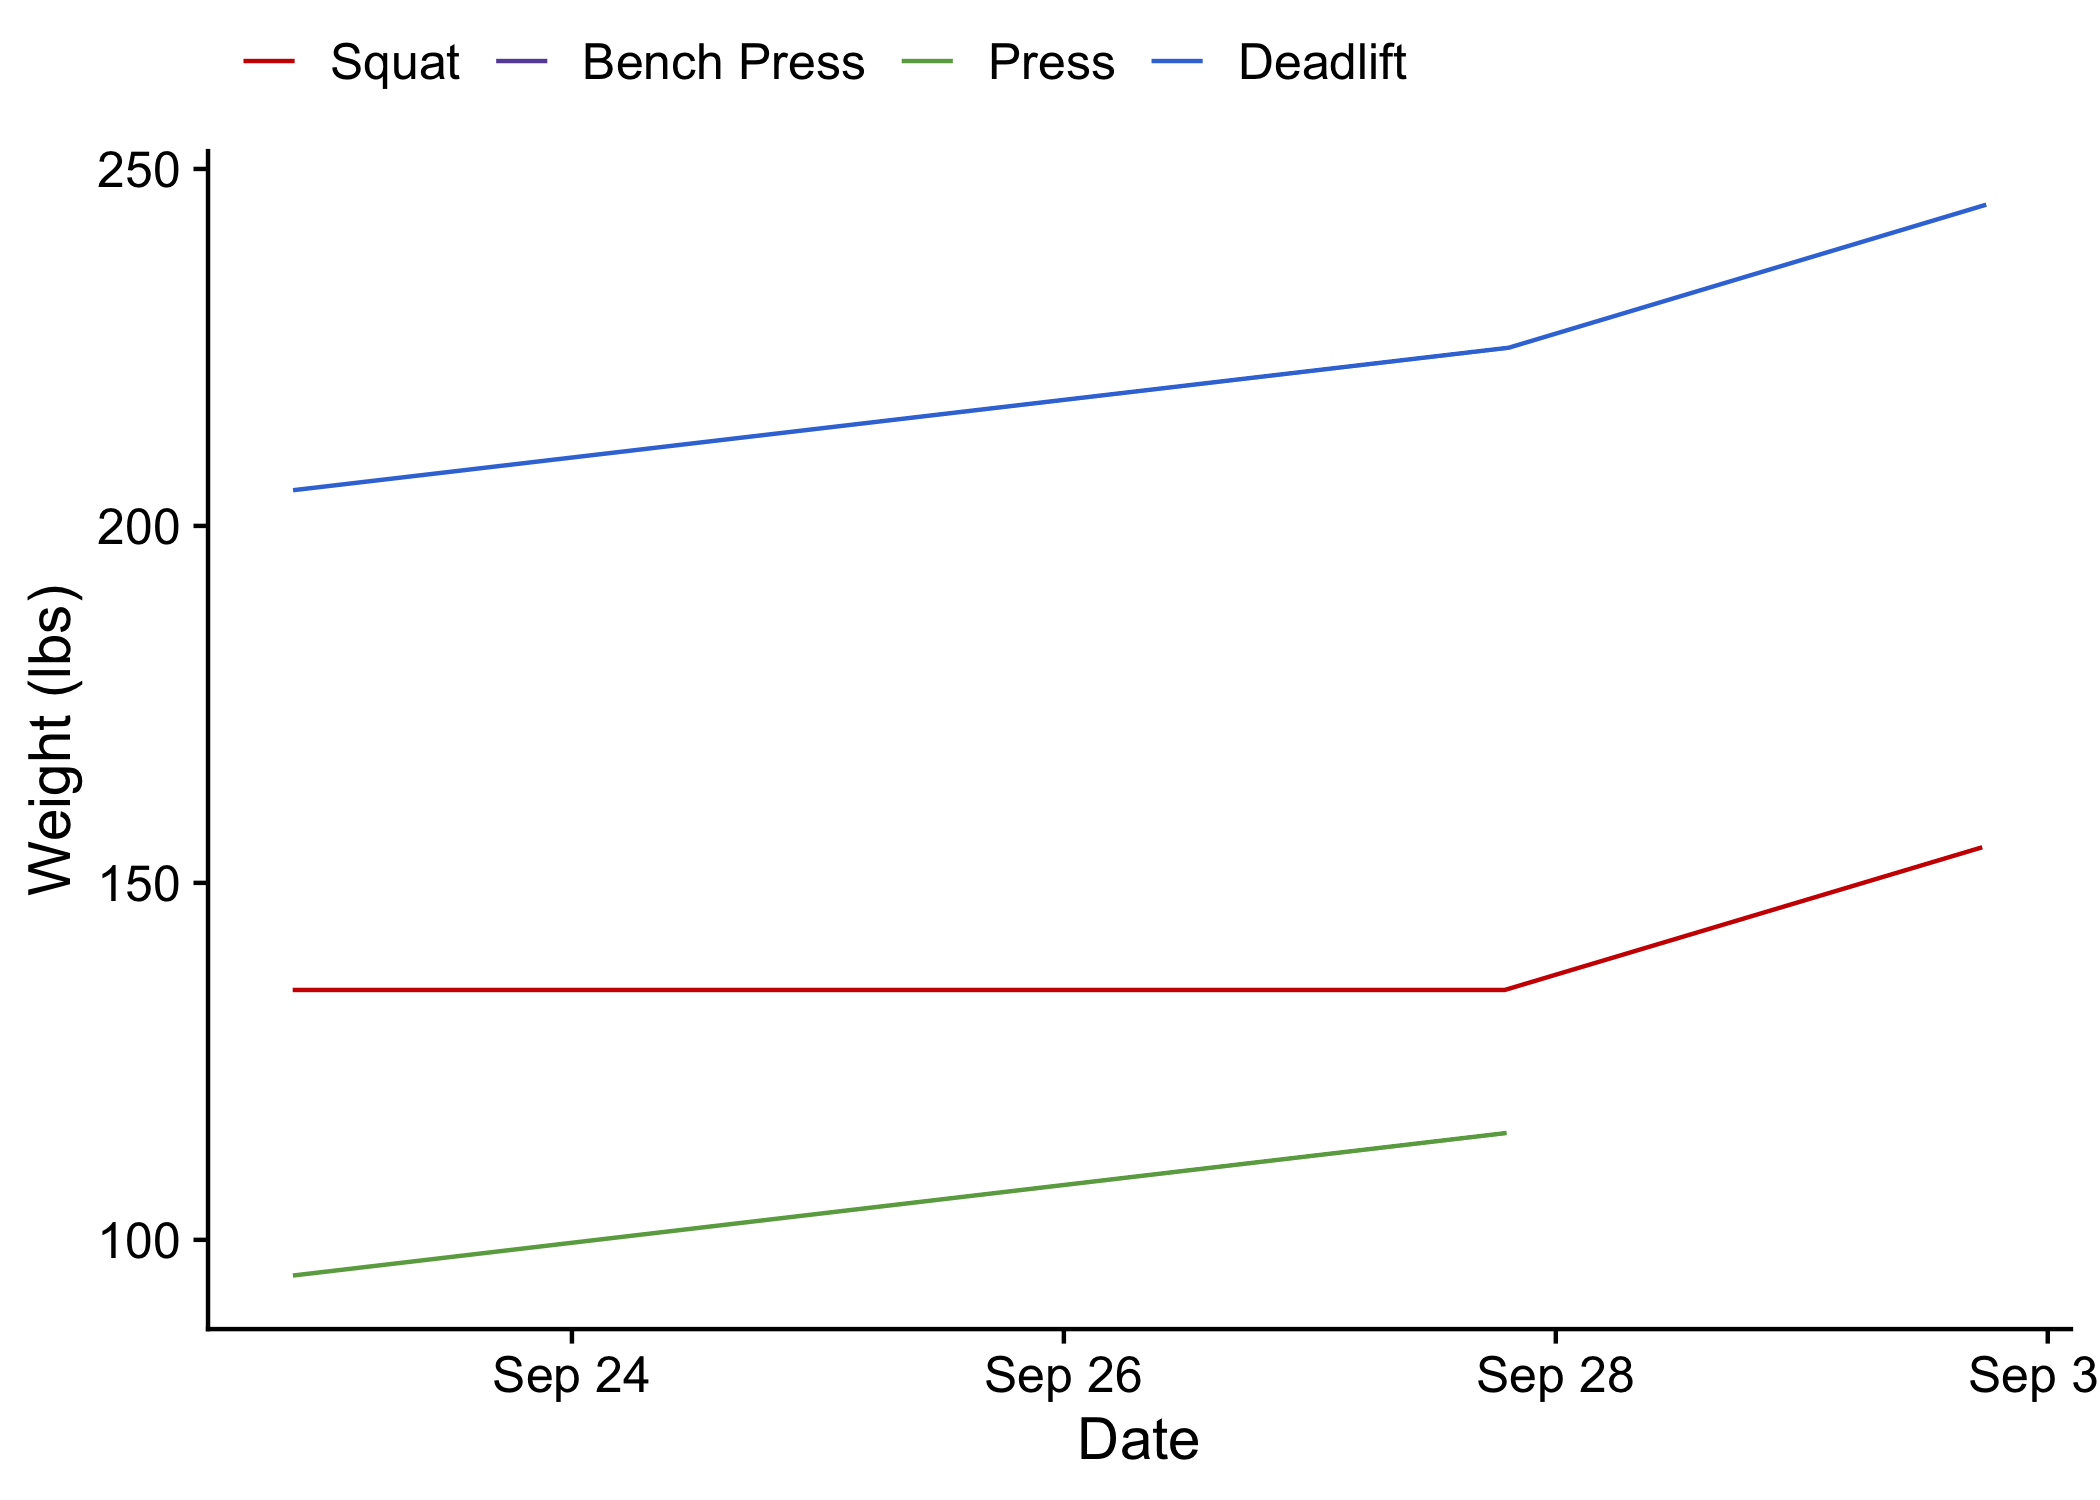 Squat Bench Press Press Deadlift
250
200
150
100
Weight (lbs)
Sep 24 Sep 26 Sep 28 Sep 3
Date